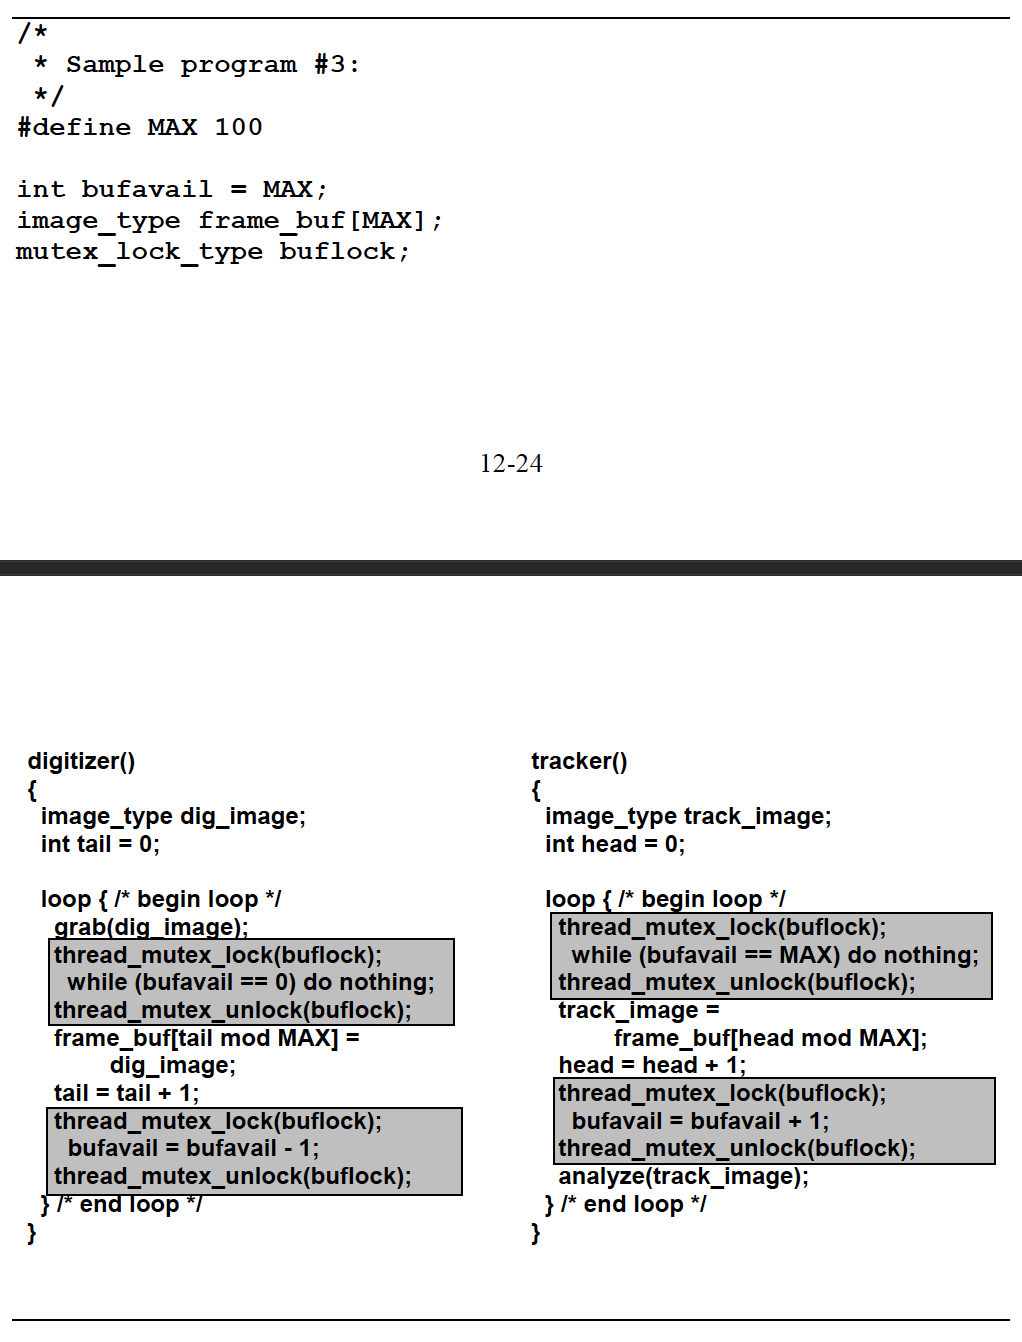 /*
 * Sample program #3:
 */
#define MAX 100
int bufavail = MAX;
image_type frame_buf[MAX];
mutex_lock_type buflock;
12-24
digitizer()
{
image_type dig_image;
int tail = 0;
loop { /* begin loop */
grab(dig_image);
thread_mutex_lock(buflock);
while (bufavail == 0) do nothing;
thread_mutex_unlock(buflock);
frame_buf[tail mod MAX] =
dig_image;
tail = tail + 1;
thread_mutex_lock(buflock);
bufavail = bufavail - 1;
thread_mutex_unlock(buflock);
} /* end loop */
}
tracker()
{
image_type track_image;
int head = 0;
loop { /* begin loop */
thread_mutex_lock(buflock);
while (bufavail == MAX) do nothing;
thread_mutex_unlock(buflock);
track_image =
frame_buf[head mod MAX];
head = head + 1;
thread_mutex_lock(buflock);
bufavail = bufavail + 1;
thread_mutex_unlock(buflock);
analyze(track_image);
} /* end loop */
}